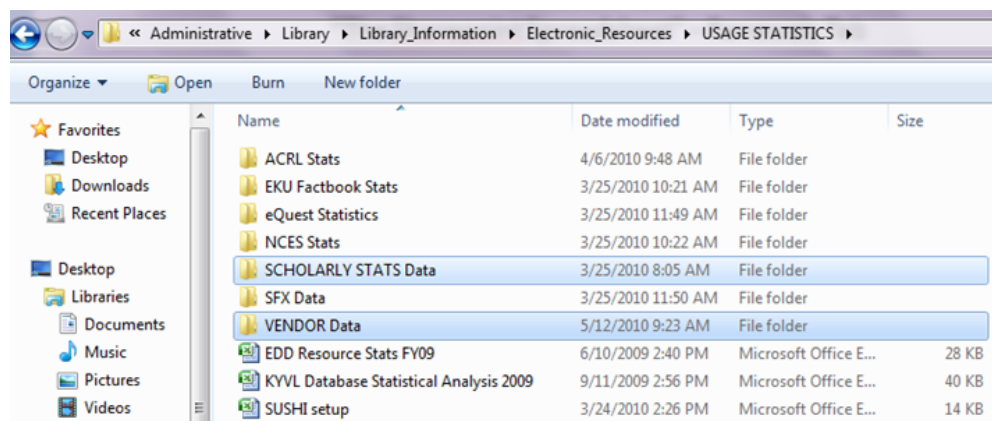 « Administrative ▸ Library ▸ Library_Information ▸ Electronic_Resources ▸ USAGE STATISTICS ▸
Organize ▾ Open Burn New folder
Name Date modified Type Size
Favorites
Desktop
Downloads
Recent Places
Desktop
Libraries
Documents
Music
Pictures
Videos
ACRL Stats 4/6/2010 9:48 AM File folder
EKU Factbook Stats 3/25/2010 10:21 AM File folder
eQuest Statistics 3/25/2010 11:49 AM File folder
NCES Stats 3/25/2010 10:22 AM File folder
SCHOLARLY STATS Data 3/25/2010 8:05 AM File folder
SFX Data 3/25/2010 11:50 AM File folder
VENDOR Data 5/12/2010 9:23 AM File folder
EDD Resource Stats FY09 6/10/2009 2:40 PM Microsoft Office E... 28 KB
KYVL Database Statistical Analysis 2009 9/11/2009 2:56 PM Microsoft Office E... 40 KB
SUSHI setup 3/24/2010 2:26 PM Microsoft Office E... 14 KB